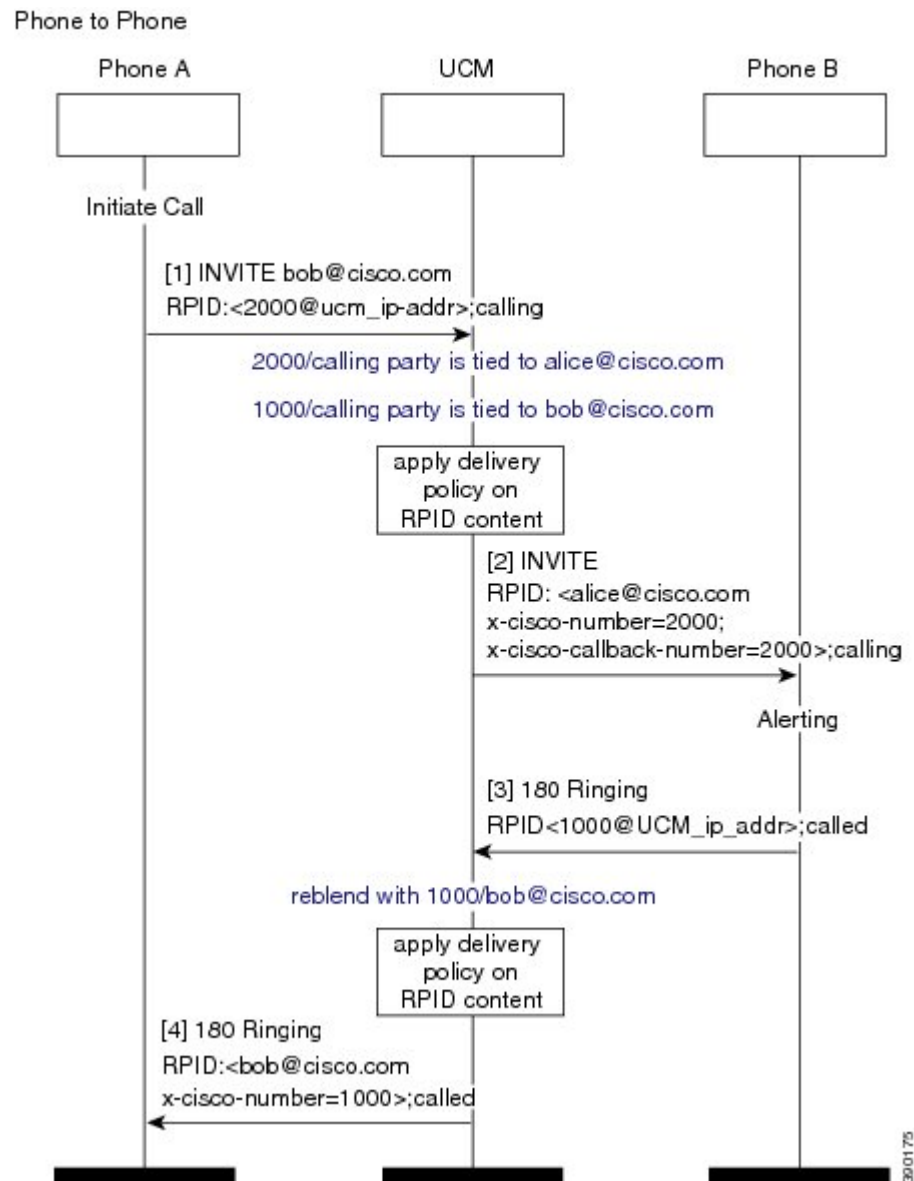 Phone to Phone
Phone A
UCM
Phone B
Initiate Call
[1] INVITE bob@cisco.com
RPID:<2000@ucm_ip-addr>;calling
2000/calling party is tied to alice@cisco.com
1000/calling party is tied to bob@cisco.com
apply delivery
policy on
RPID content
[2] INVITE
RPID: <alice@cisco.com
x-cisco-number=2000;
x-cisco-callback-number=2000>;calling
Alerting
[3] 180 Ringing
RPID<1000@UCM_ip_addr>;called
reblend with 1000/bob@cisco.com
apply delivery
policy on
RPID content
[4] 180 Ringing
RPID:<bob@cisco.com
x-cisco-number=1000>;called
390175